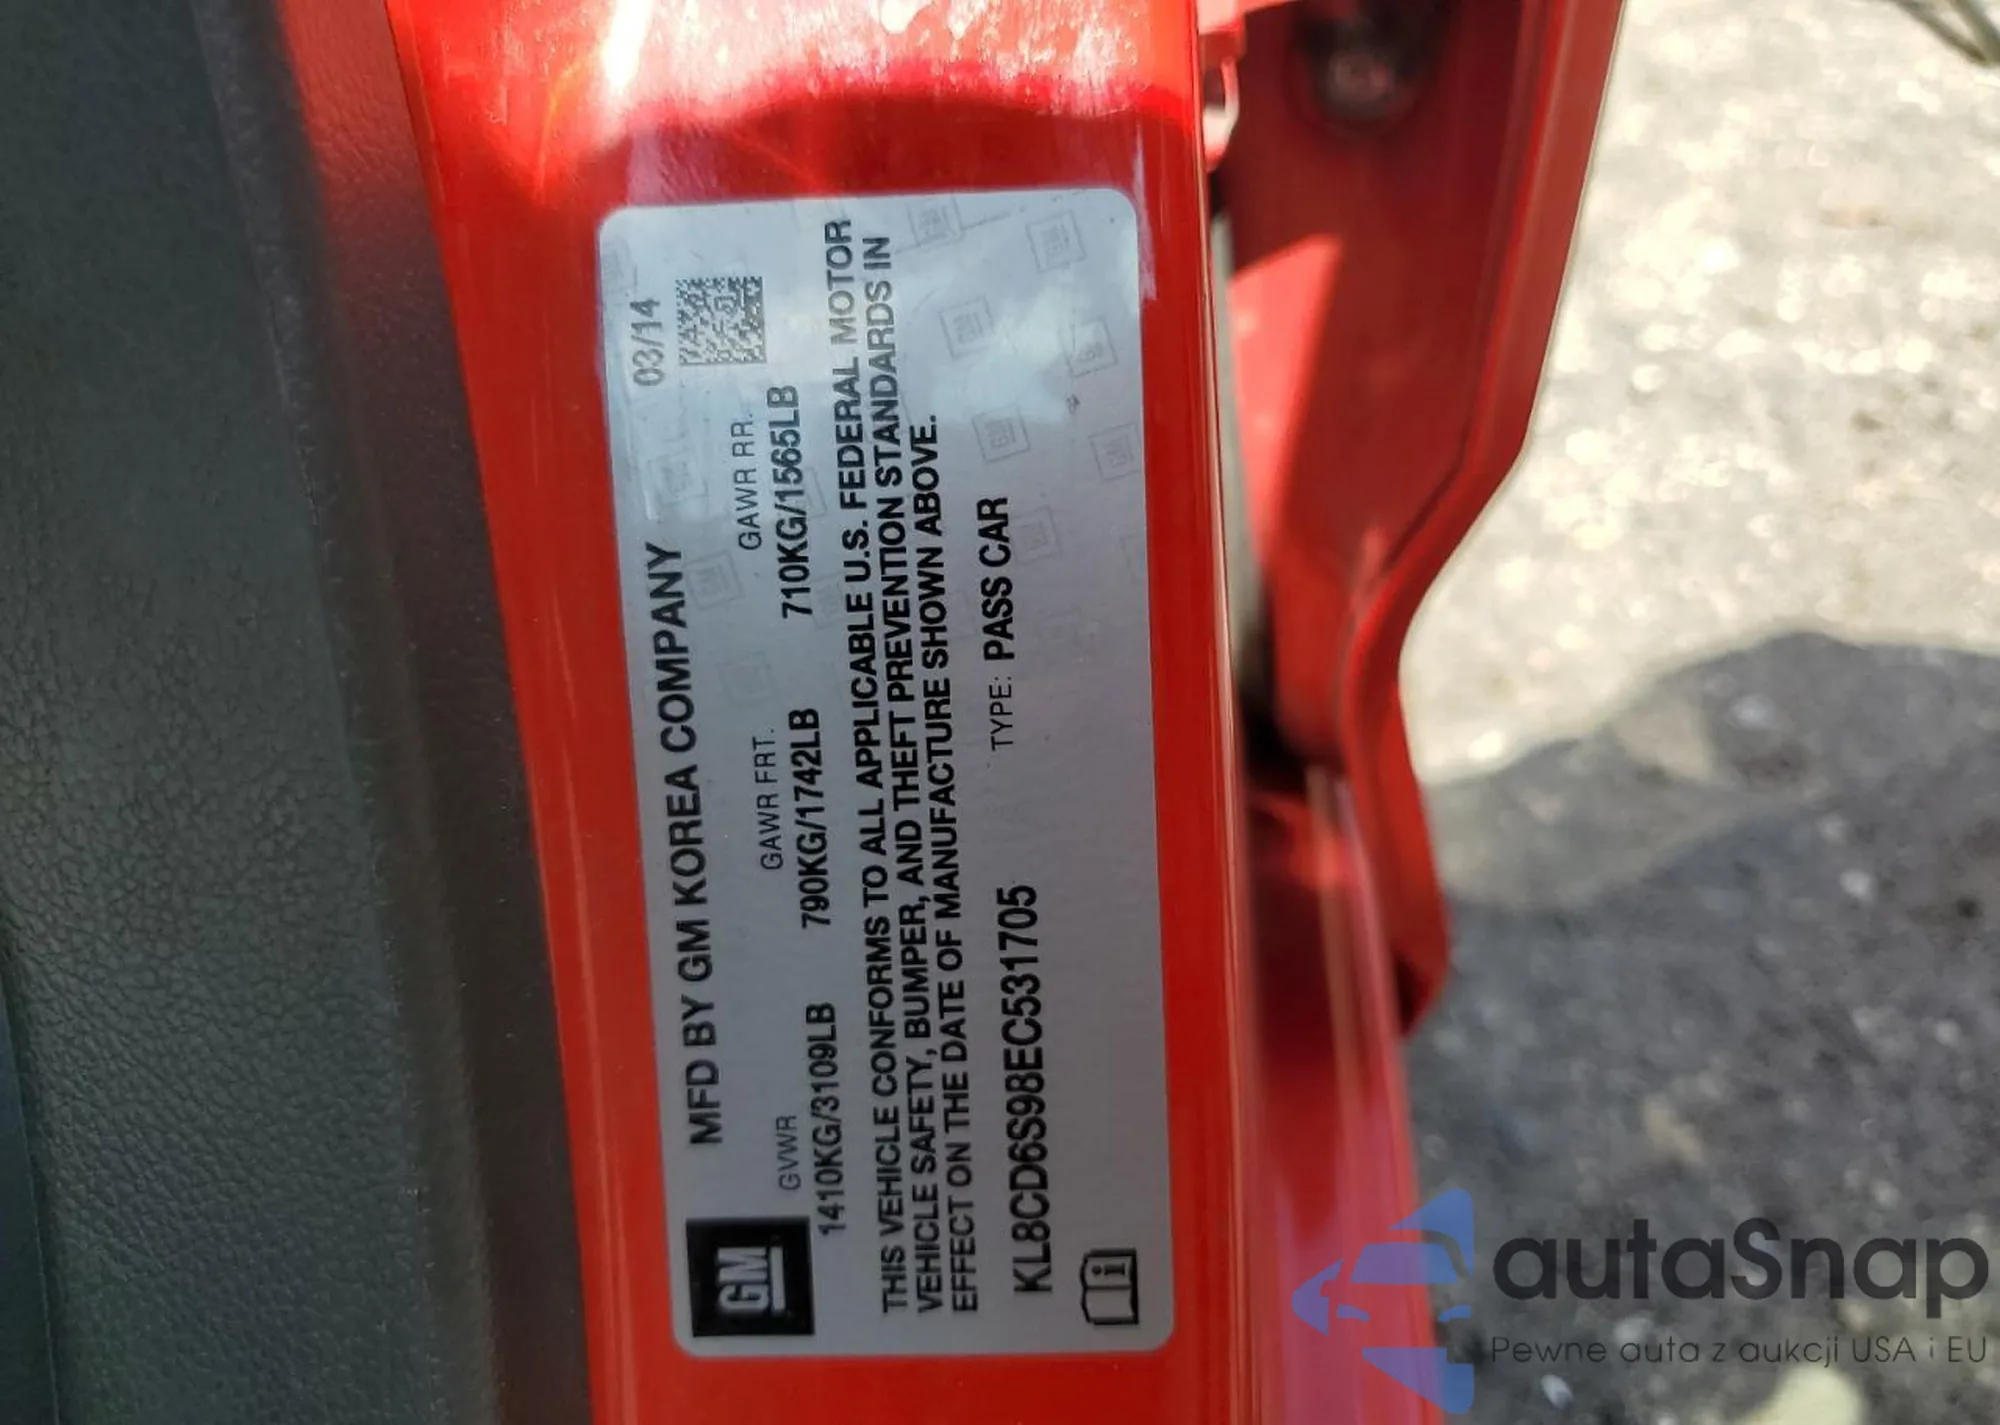 MFD BY GM KOREA COMPANY 03/14
GM
GVWR GAWR FRT. GAWR RR.
1410KG/3109LB 790KG/1742LB 710KG/1565LB
THIS VEHICLE CONFORMS TO ALL APPLICABLE U.S. FEDERAL MOTOR
VEHICLE SAFETY, BUMPER, AND THEFT PREVENTION STANDARDS IN
EFFECT ON THE DATE OF MANUFACTURE SHOWN ABOVE.
KL8CD6S98EC531705 TYPE: PASS CAR
autaSnap
Pewne auta z aukcji USA i EU